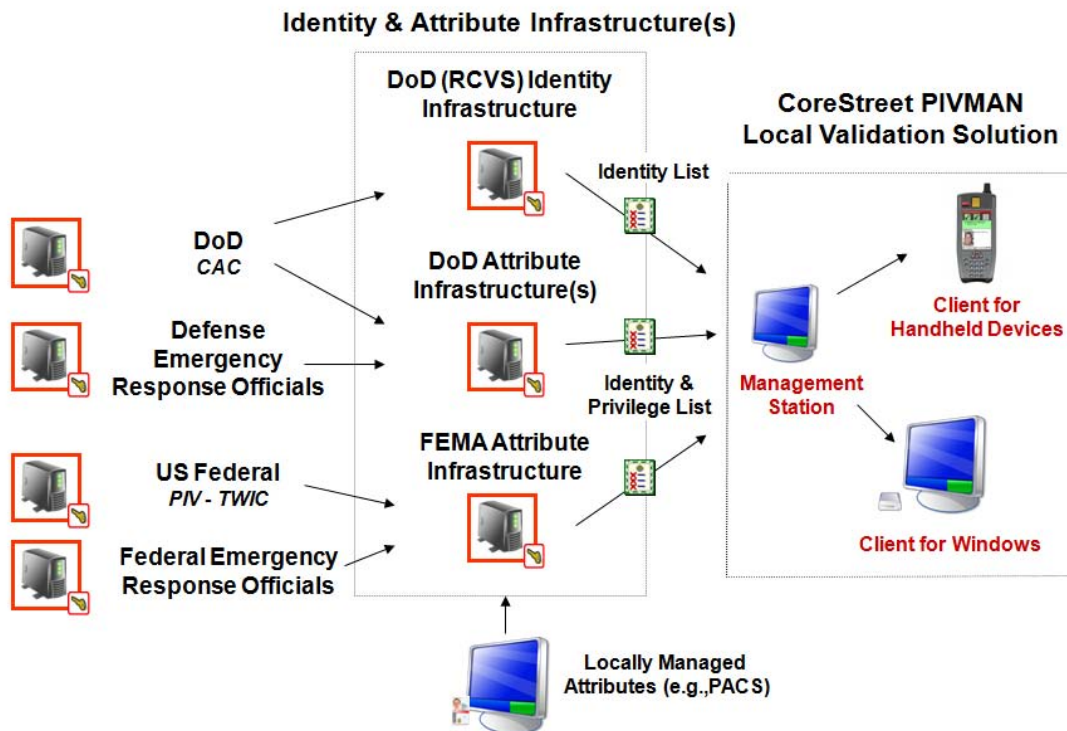 Identity & Attribute Infrastructure(s)
DoD (RCVS) Identity
Infrastructure
CoreStreet PIVMAN
Local Validation Solution
Identity List
DoD
CAC
DoD Attribute
Infrastructure(s)
Client for
Handheld Devices
Defense
Emergency
Response Officials
Identity &
Privilege List
Management
Station
FEMA Attribute
Infrastructure
US Federal
PIV - TWIC
Client for Windows
Federal Emergency
Response Officials
Locally Managed
Attributes (e.g.,PACS)